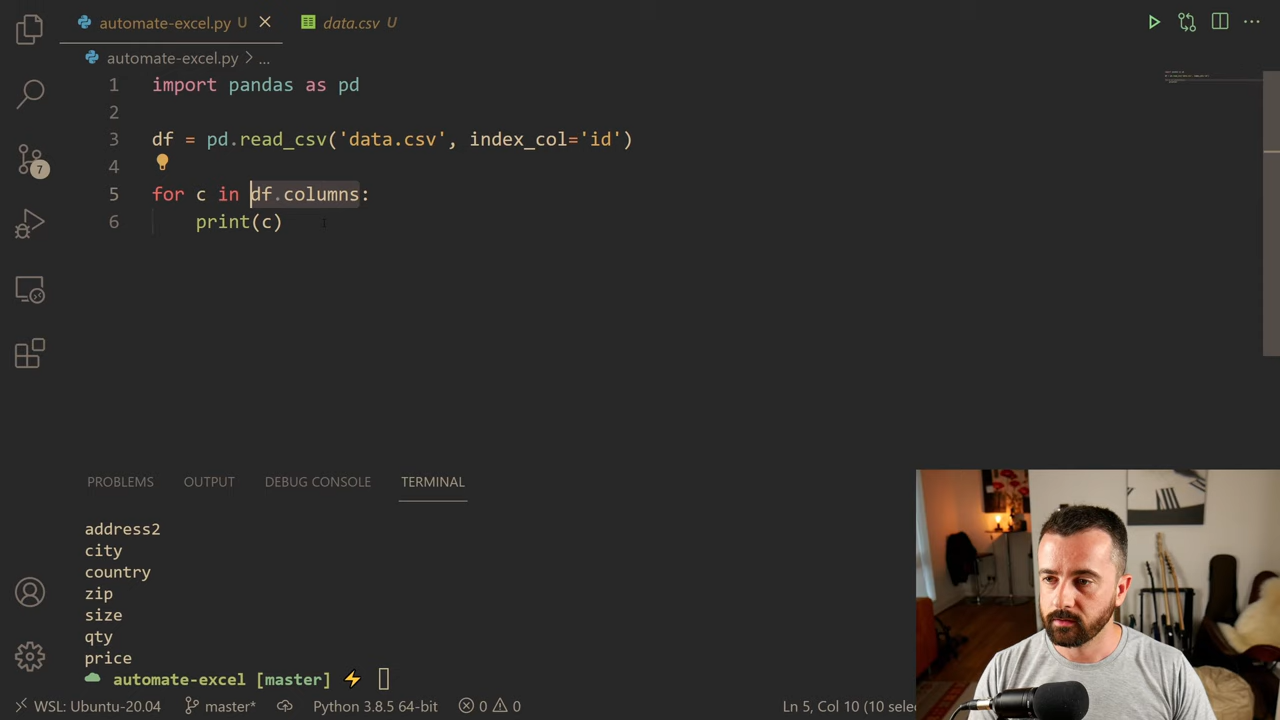 automate-excel.py U
data.csv U
automate-excel.py > ...
1 import pandas as pd
2
3 df = pd.read_csv('data.csv', index_col='id')
4
5 for c in df.columns:
6 print(c)
PROBLEMS OUTPUT DEBUG CONSOLE TERMINAL
address2
city
country
zip
size
qty
price
automate-excel [master] ⚡
7
WSL: Ubuntu-20.04 master* Python 3.8.5 64-bit 0 0 Ln 5, Col 10 (10 selec